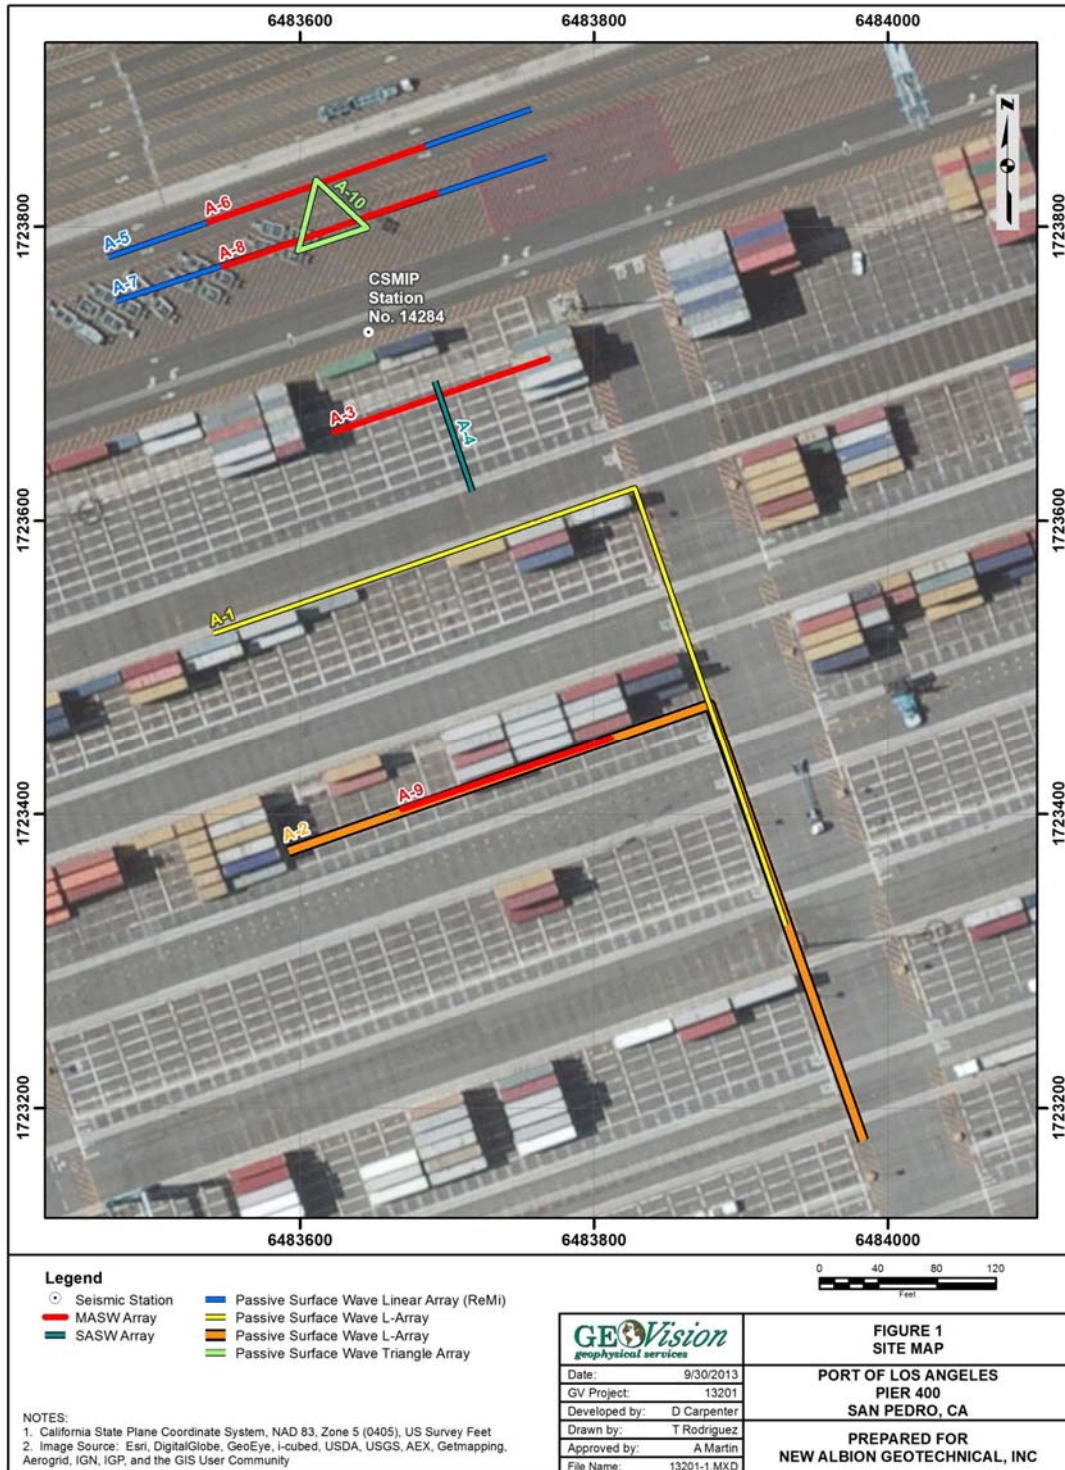 6483600 6483800 6484000
Z
A-10
A-6
1723800 1723800
A-5
A-8
A-7
CSMIP
Station
No. 14284
A-3
A-4
1723600 1723600
A-1
A-9
1723400 1723400
A-2
1723200 1723200
6483600 6483800 6484000
Legend
Seismic Station
MASW Array
SASW Array
Passive Surface Wave Linear Array (ReMi)
Passive Surface Wave L-Array
Passive Surface Wave L-Array
Passive Surface Wave Triangle Array
0 40 80 120
Feet
GEOVision
geophysical services
Date: 9/30/2013
GV Project: 13201
Developed by: D Carpenter
Drawn by: T Rodriguez
Approved by: A Martin
File Name: 13201-1.MXD
FIGURE 1
SITE MAP
PORT OF LOS ANGELES
PIER 400
SAN PEDRO, CA
PREPARED FOR
NEW ALBION GEOTECHNICAL, INC
NOTES:
1. California State Plane Coordinate System, NAD 83, Zone 5 (0405), US Survey Feet
2. Image Source: Esri, DigitalGlobe, GeoEye, i-cubed, USDA, USGS, AEX, Getmapping,
Aerogrid, IGN, IGP, and the GIS User Community